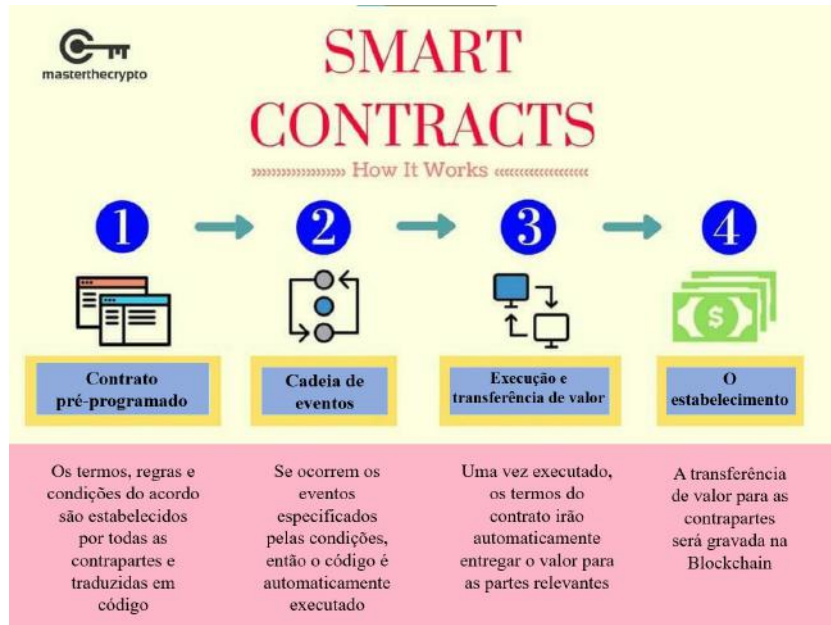 masterthecrypto
SMART
CONTRACTS
»»»»»»»»» How It Works «««««««««
1
2
3
4
$
Contrato
pré-programado
Cadeia de
eventos
Execução e
transferência de valor
O
estabelecimento
Os termos, regras e
condições do acordo
são estabelecidos
por todas as
contrapartes e
traduzidas em
código
Se ocorrem os
eventos
especificados
pelas condições,
então o código é
automaticamente
executado
Uma vez executado,
os termos do
contrato irão
automaticamente
entregar o valor para
as partes relevantes
A transferência
de valor para as
contrapartes
será gravada na
Blockchain